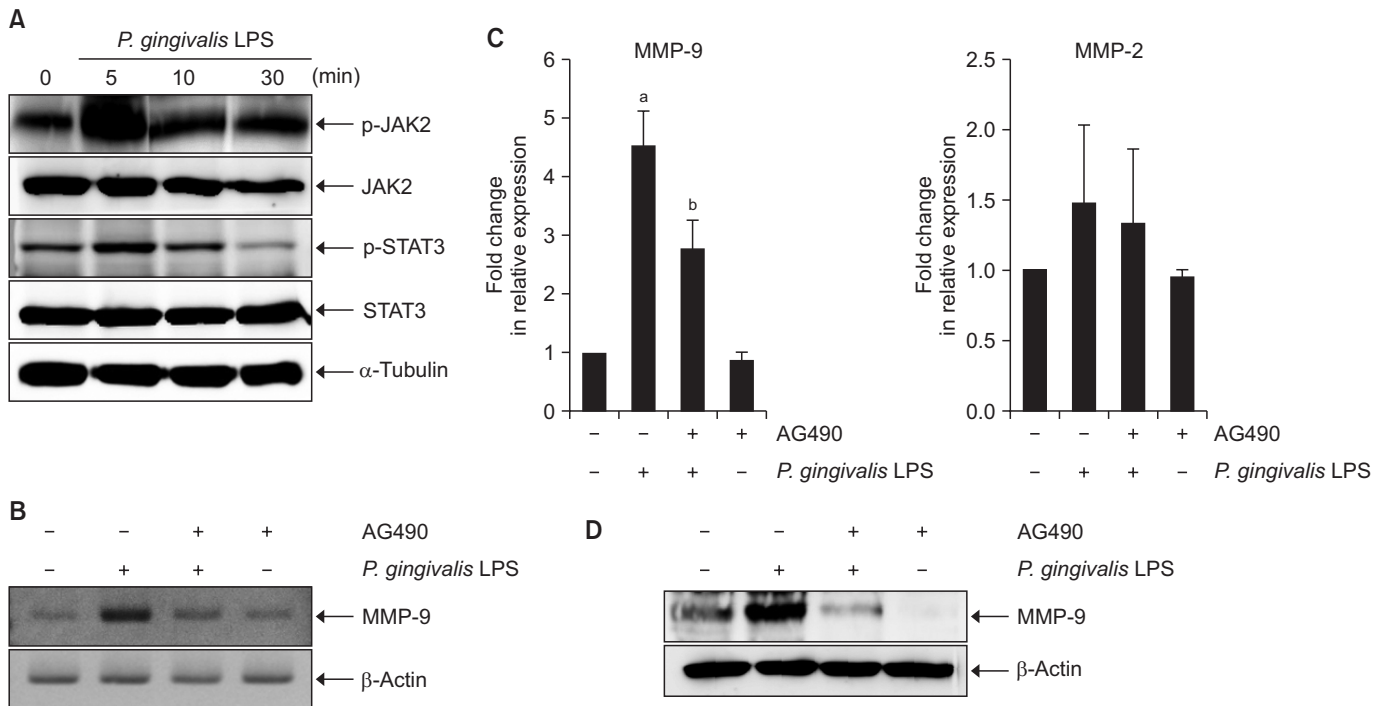 A
P. gingivalis LPS
0 5 10 30 (min)
p-JAK2
JAK2
p-STAT3
STAT3
α-Tubulin
B
– – + + AG490
– + + – P. gingivalis LPS
MMP-9
β-Actin
C
MMP-9
Fold change
in relative expression
6
5
4
3
2
1
0
a
b
– – + + AG490
– + + – P. gingivalis LPS
MMP-2
Fold change
in relative expression
2.5
2.0
1.5
1.0
0.5
0.0
– – + + AG490
– + + – P. gingivalis LPS
D
– – + + AG490
– + + – P. gingivalis LPS
MMP-9
β-Actin